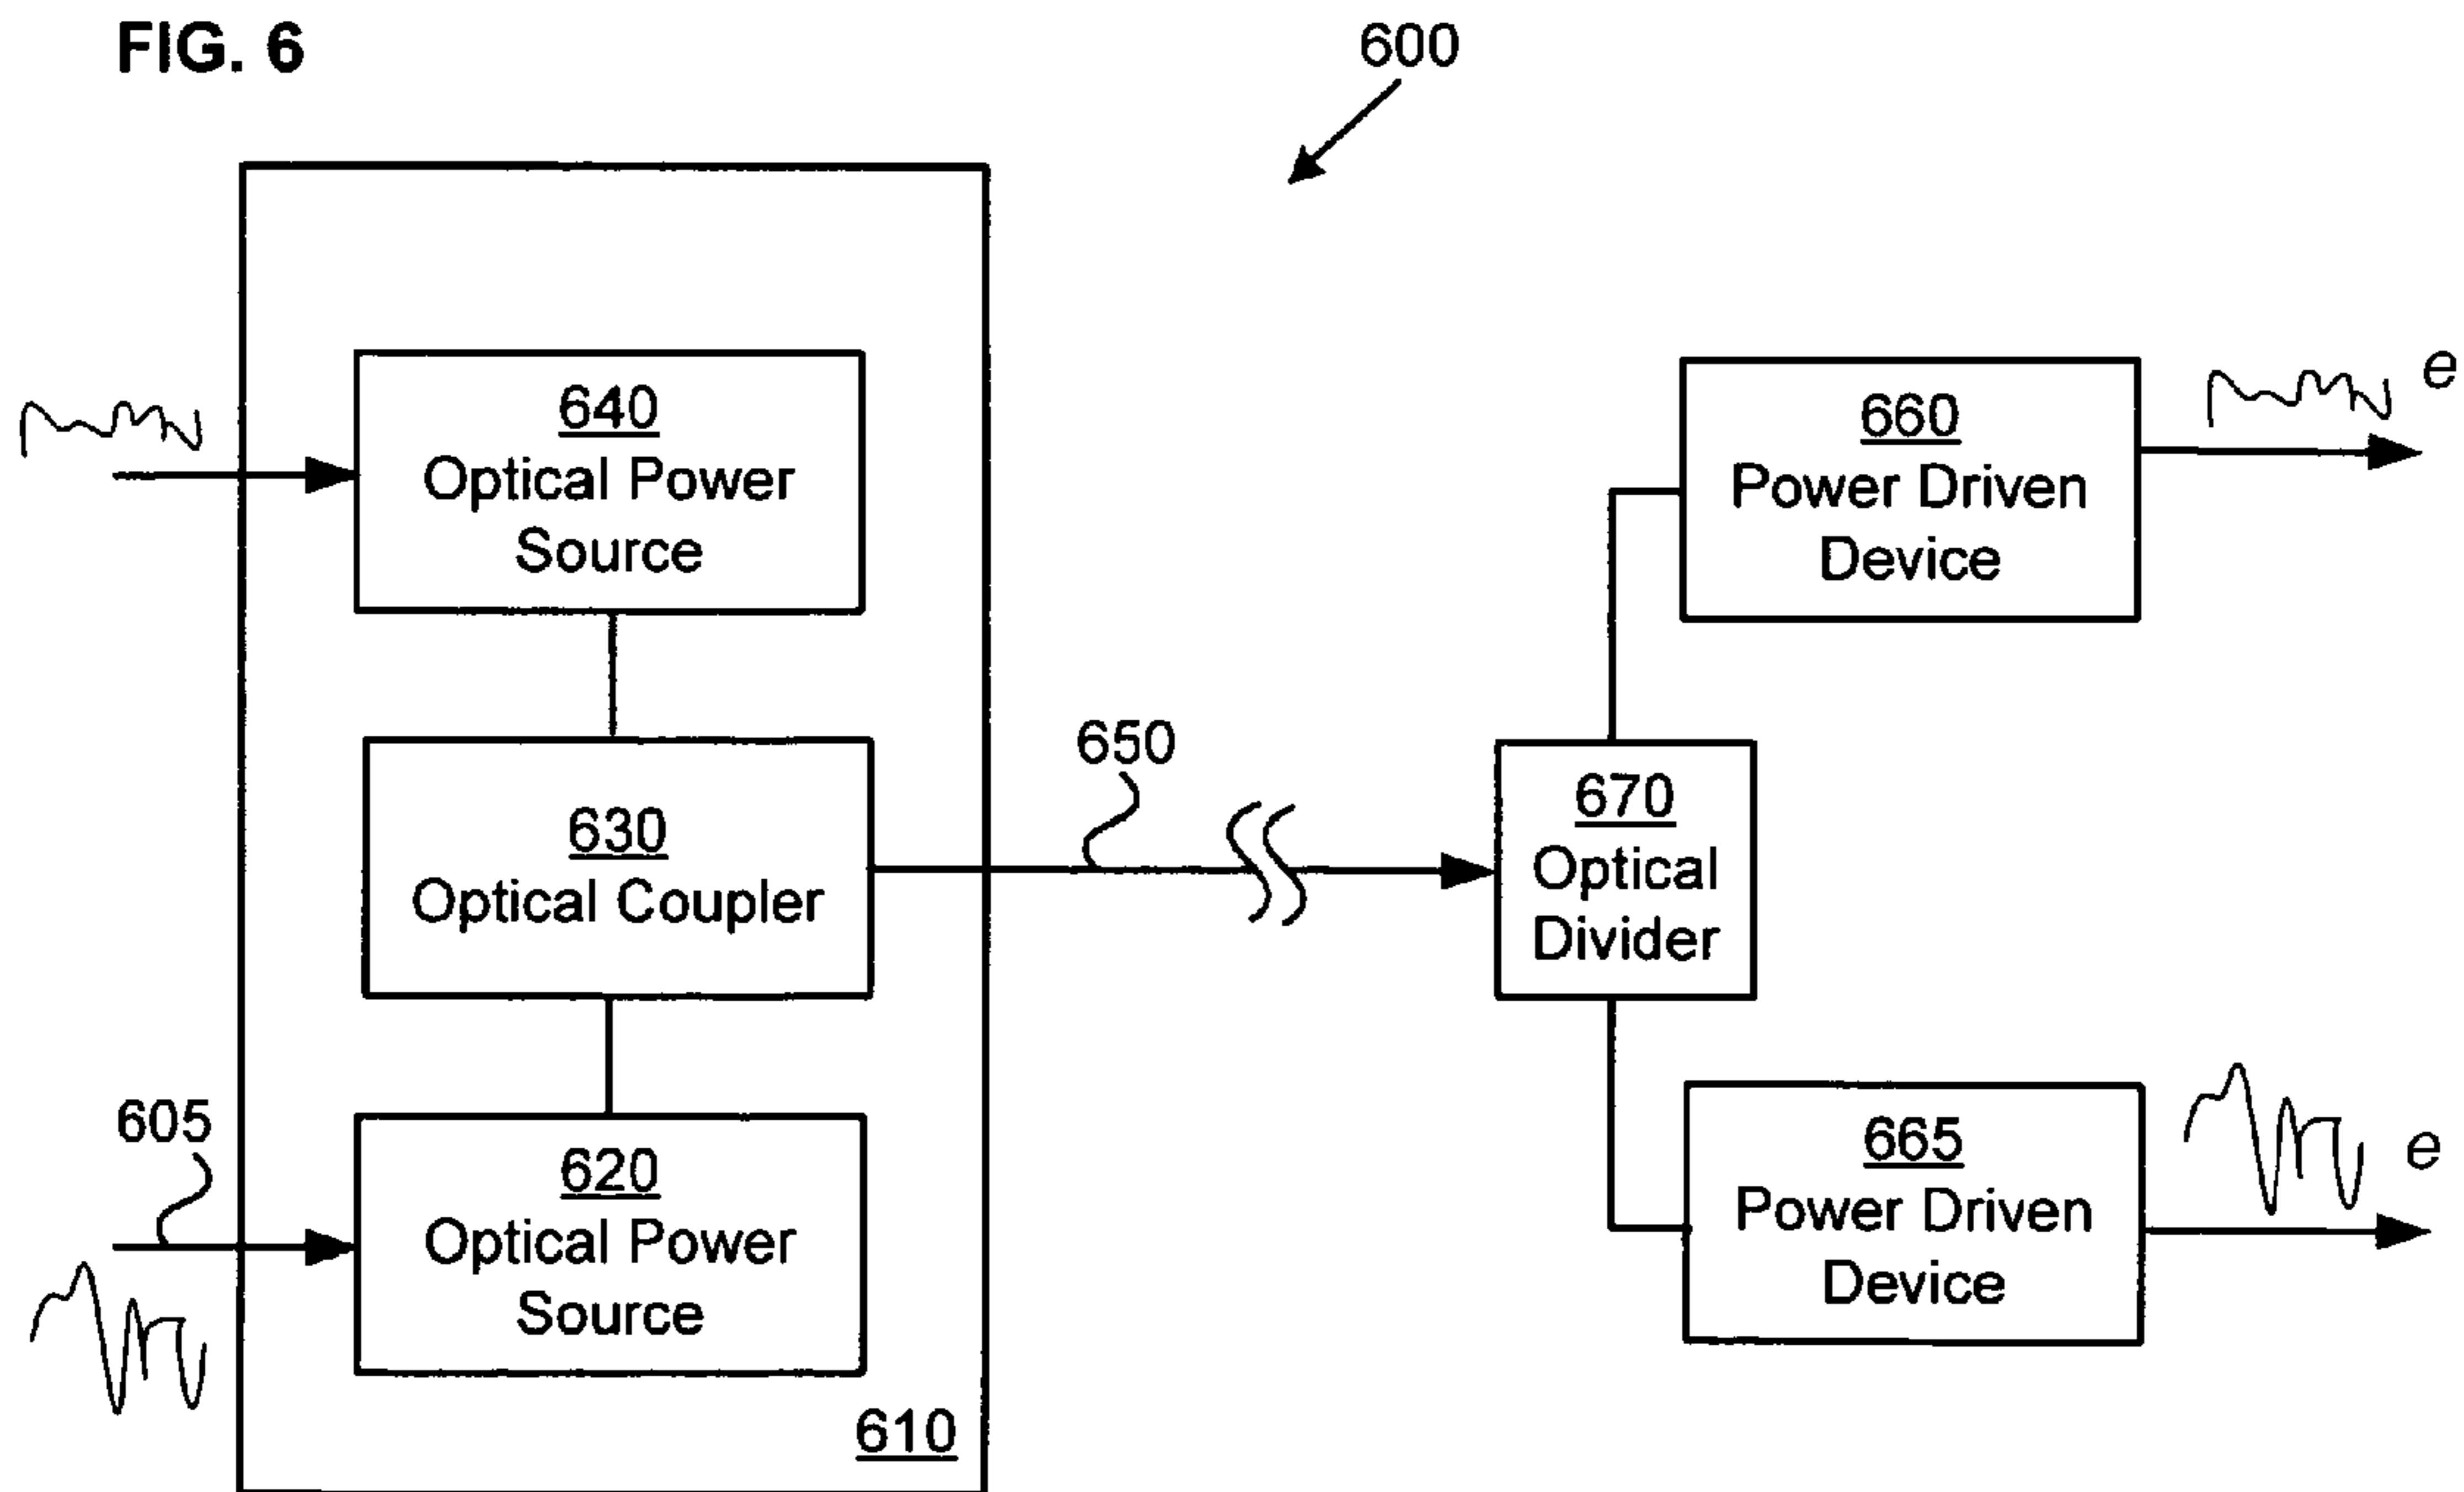 FIG. 6
600
640
Optical Power
Source
630
Optical Coupler
605
620
Optical Power
Source
610
650
670
Optical
Divider
660
Power Driven
Device
e
665
Power Driven
Device
e